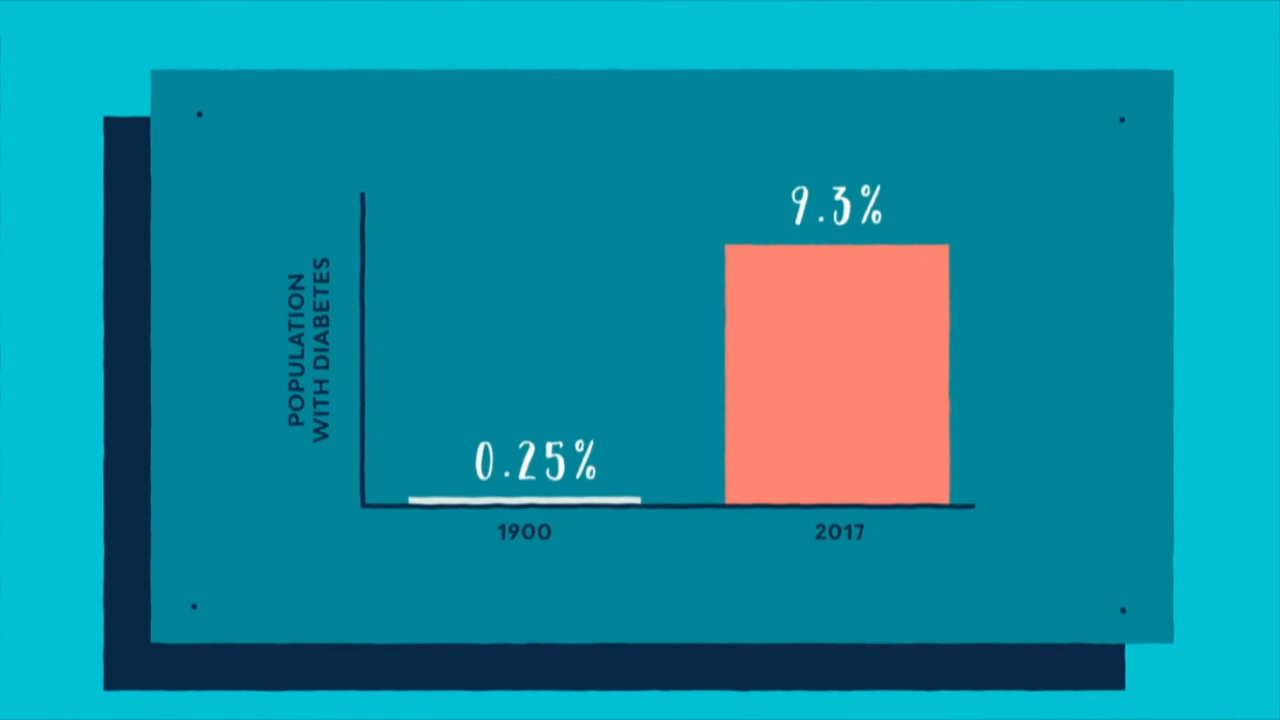 9.3%
POPULATION
WITH DIABETES
0.25%
1900
2017